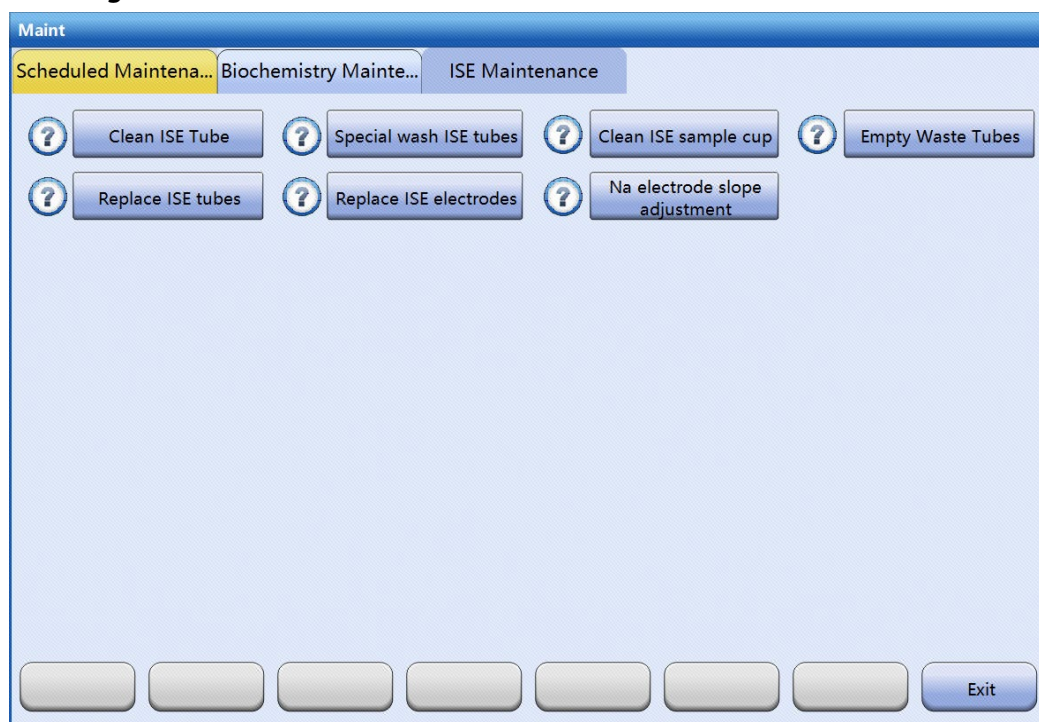 Maint
Scheduled Maintena... Biochemistry Mainte... ISE Maintenance
? Clean ISE Tube ? Special wash ISE tubes ? Clean ISE sample cup ? Empty Waste Tubes
? Replace ISE tubes ? Replace ISE electrodes ? Na electrode slope
adjustment
Exit